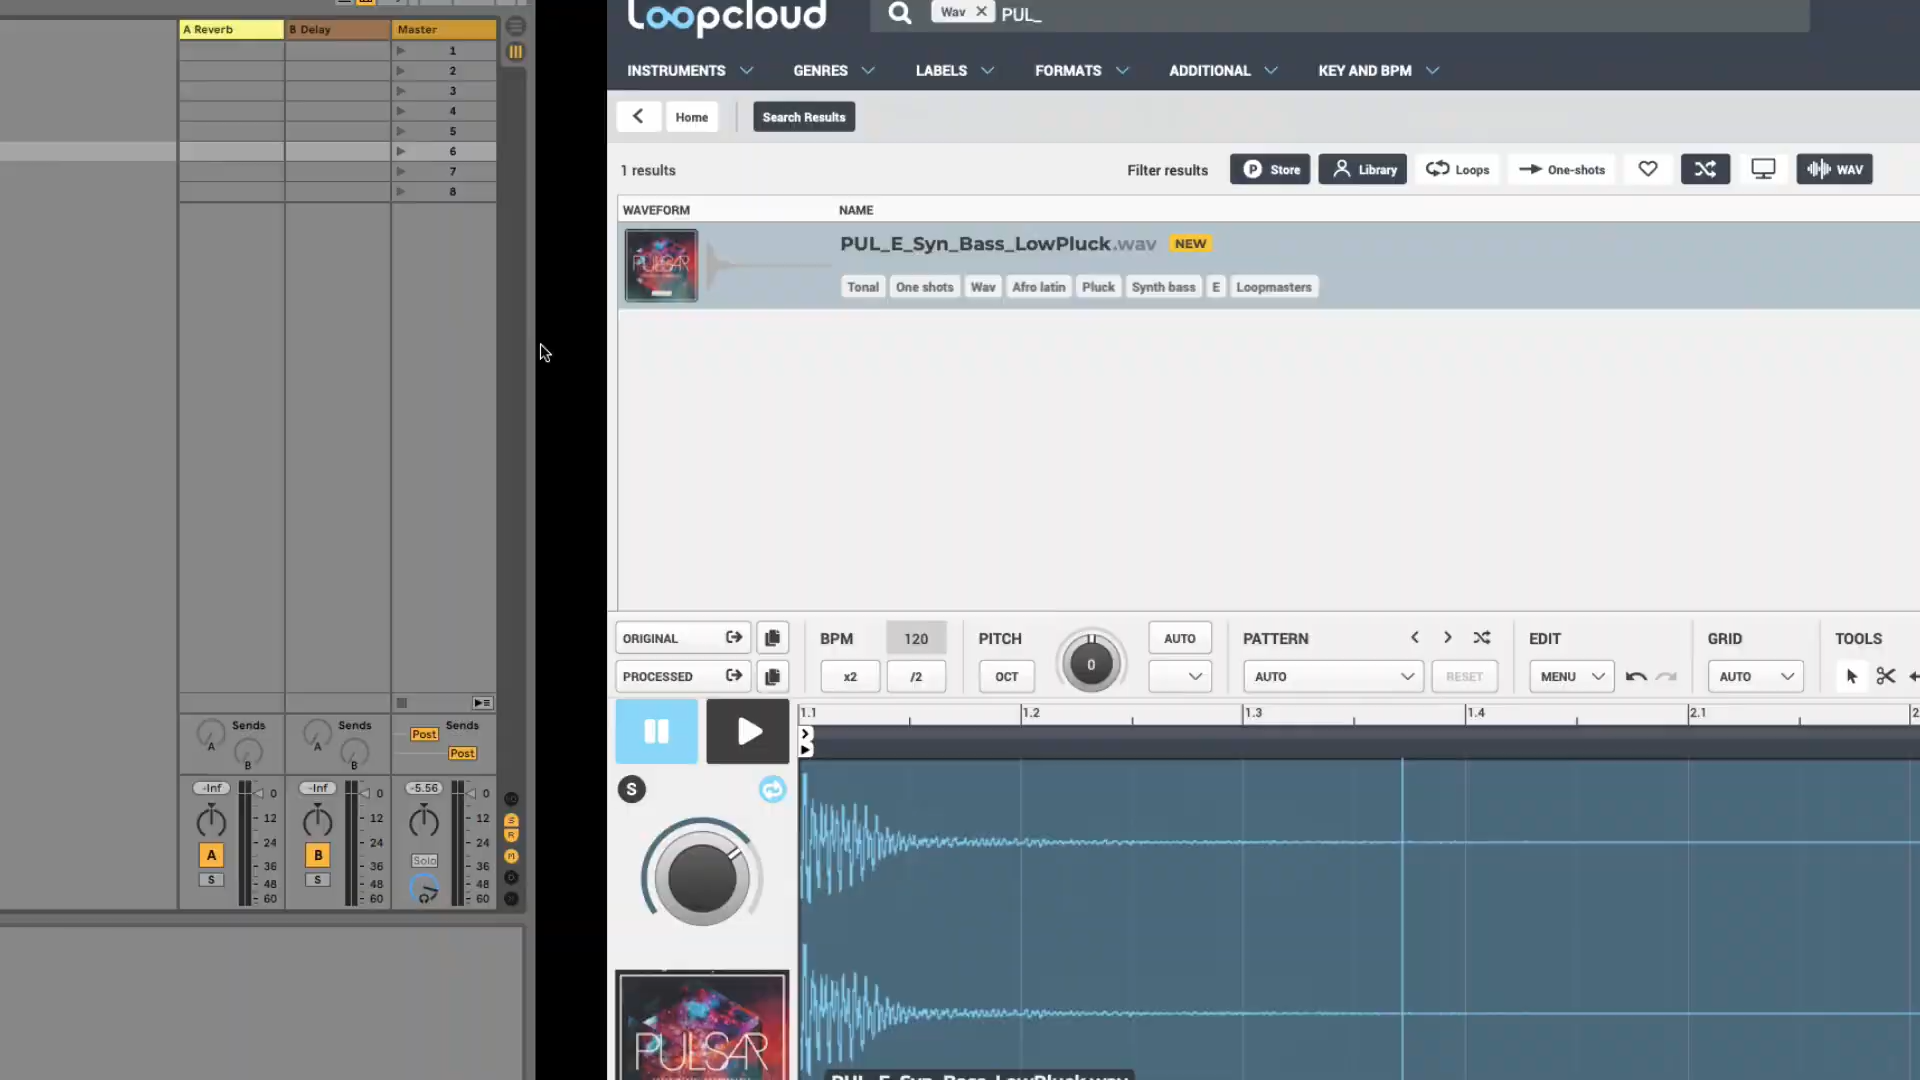 A Reverb
B Delay
Master
1
2
3
4
5
6
7
8
Sends
Sends
Sends
A
B
A
B
Post
Post
-Inf
-Inf
-5.56
0
12
24
36
48
60
0
12
24
36
48
60
0
12
24
36
48
60
A
B
Solo
S
S
loopcloud
Wav
PUL_
INSTRUMENTS
GENRES
LABELS
FORMATS
ADDITIONAL
KEY AND BPM
Home
Search Results
1 results
Filter results
P Store
Library
Loops
One-shots
WAV
WAVEFORM
NAME
PULSAR
PUL_E_Syn_Bass_LowPluck.wav NEW
Tonal
One shots
Wav
Afro latin
Pluck
Synth bass
E
Loopmasters
ORIGINAL
PROCESSED
BPM
120
x2
/2
PITCH
OCT
0
AUTO
PATTERN
AUTO
RESET
EDIT
MENU
GRID
AUTO
TOOLS
1.1
1.2
1.3
1.4
2.1
S
PULSAR
PUL_E_Syn_Bass_LowPluck.wav